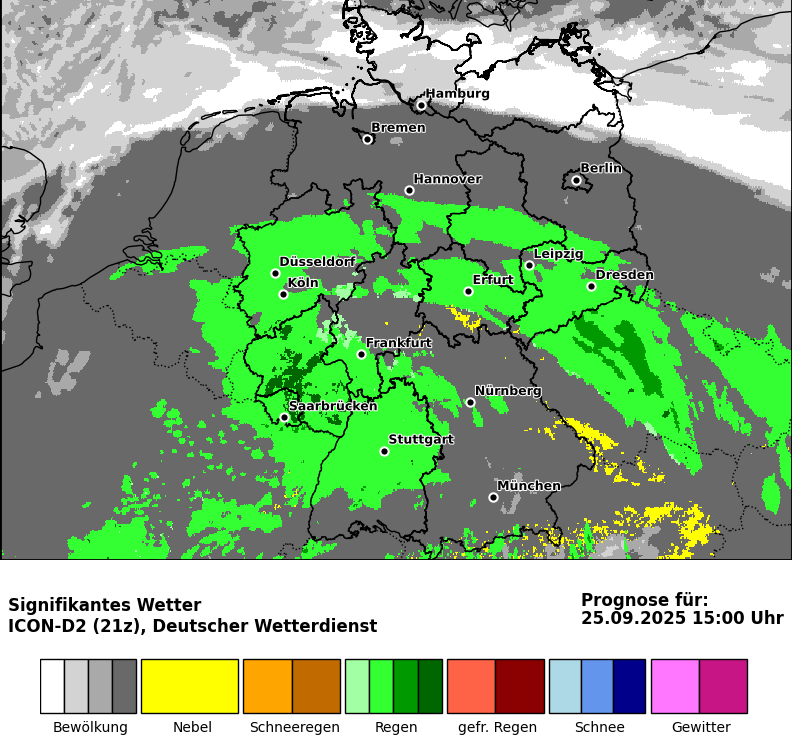 Hamburg
Bremen
Berlin
Hannover
Leipzig
Düsseldorf
Dresden
Köln
Erfurt
Frankfurt
Nürnberg
Saarbrücken
Stuttgart
München
Signifikantes Wetter
ICON-D2 (21z), Deutscher Wetterdienst
Prognose für:
25.09.2025 15:00 Uhr
Bewölkung
Nebel
Schneeregen
Regen
gefr. Regen
Schnee
Gewitter